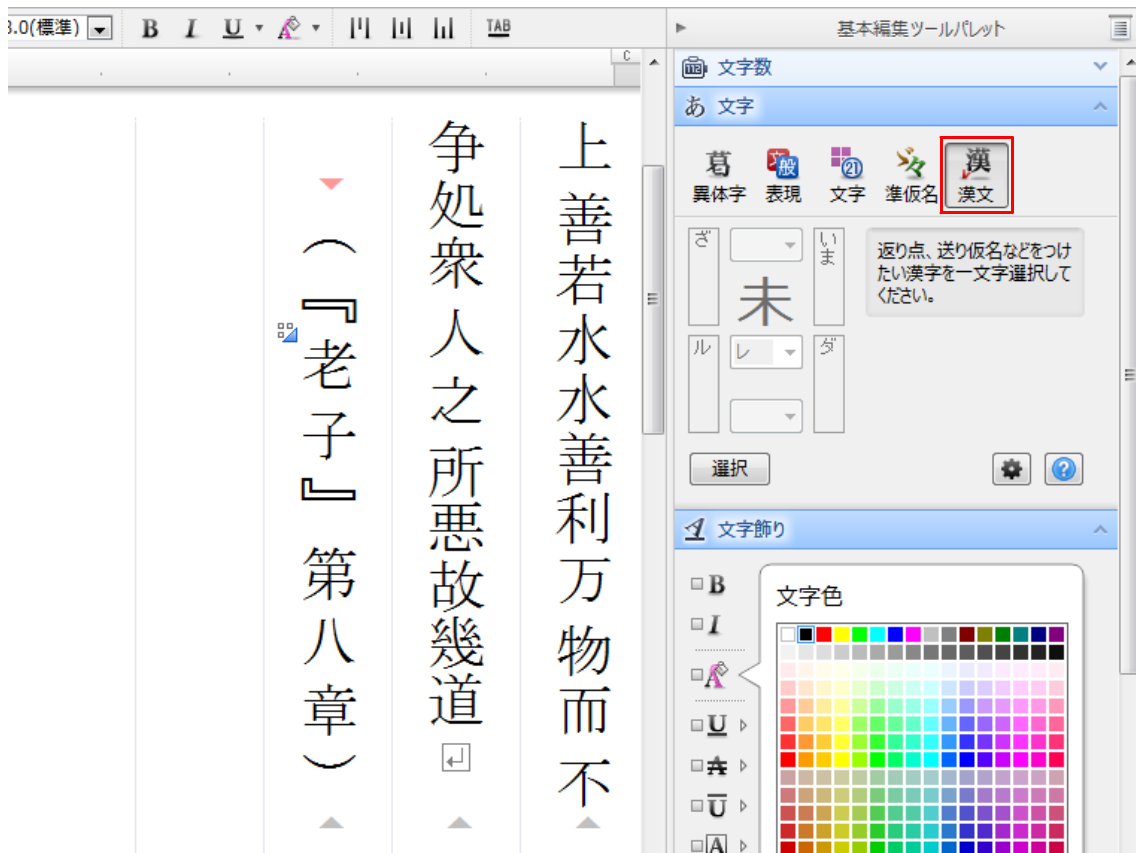 3.0(標準)
B I U TAB
基本編集ツールパレット
C
上善若水水善利万物而不
争処衆人之所悪故幾道
(『老子』第八章)
文字数
あ 文字
異体字 表現 文字 準仮名 漢文
ざ
いま
未
ル
レ
ダ
返り点、送り仮名などをつけ
たい漢字を一文字選択して
ください。
選択
文字飾り
B
I
文字色
A
U
A
U
A